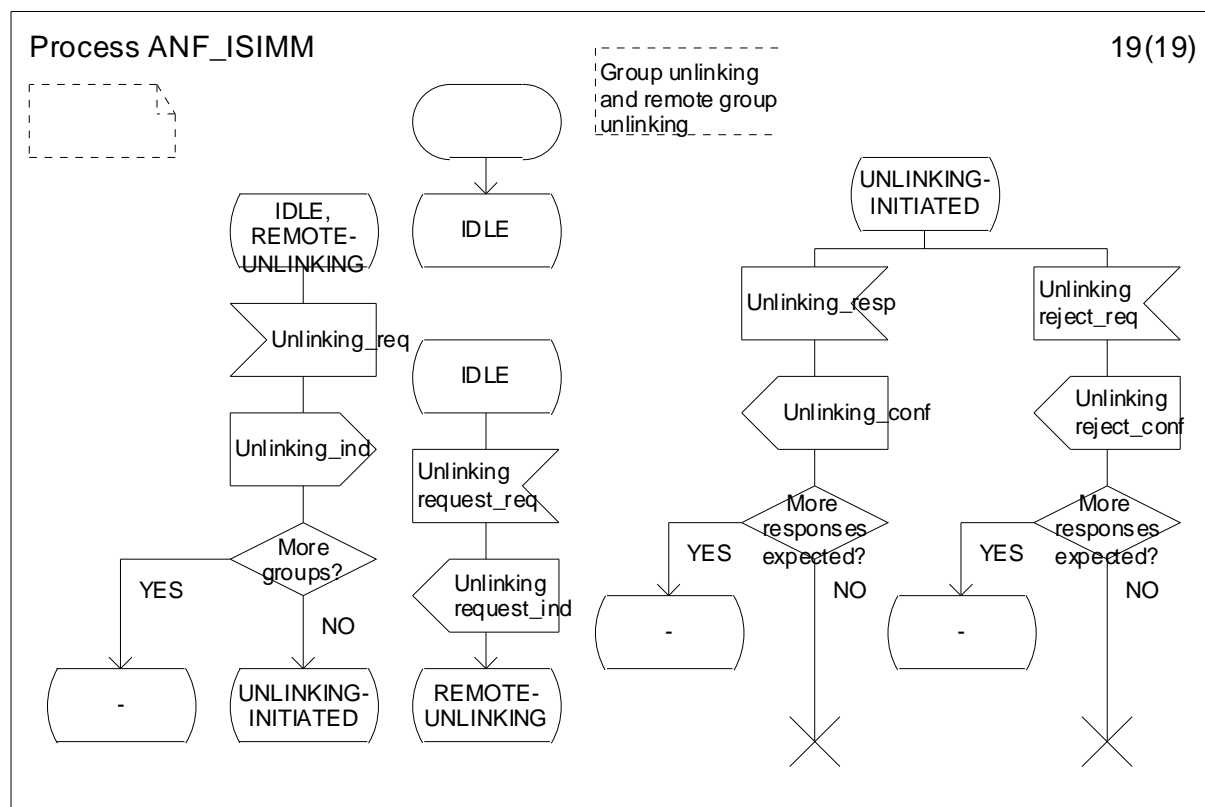 Process ANF_ISIMM
19(19)
Group unlinking
and remote group
unlinking
IDLE,
REMOTE-
UNLINKING
Unlinking_req
Unlinking_ind
More
groups?
YES
NO
-
UNLINKING-
INITIATED
IDLE
IDLE
Unlinking
request_req
Unlinking
request_ind
REMOTE-
UNLINKING
UNLINKING-
INITIATED
Unlinking_resp
Unlinking_conf
More
responses
expected?
YES
NO
-
Unlinking
reject_req
Unlinking
reject_conf
More
responses
expected?
YES
NO
-